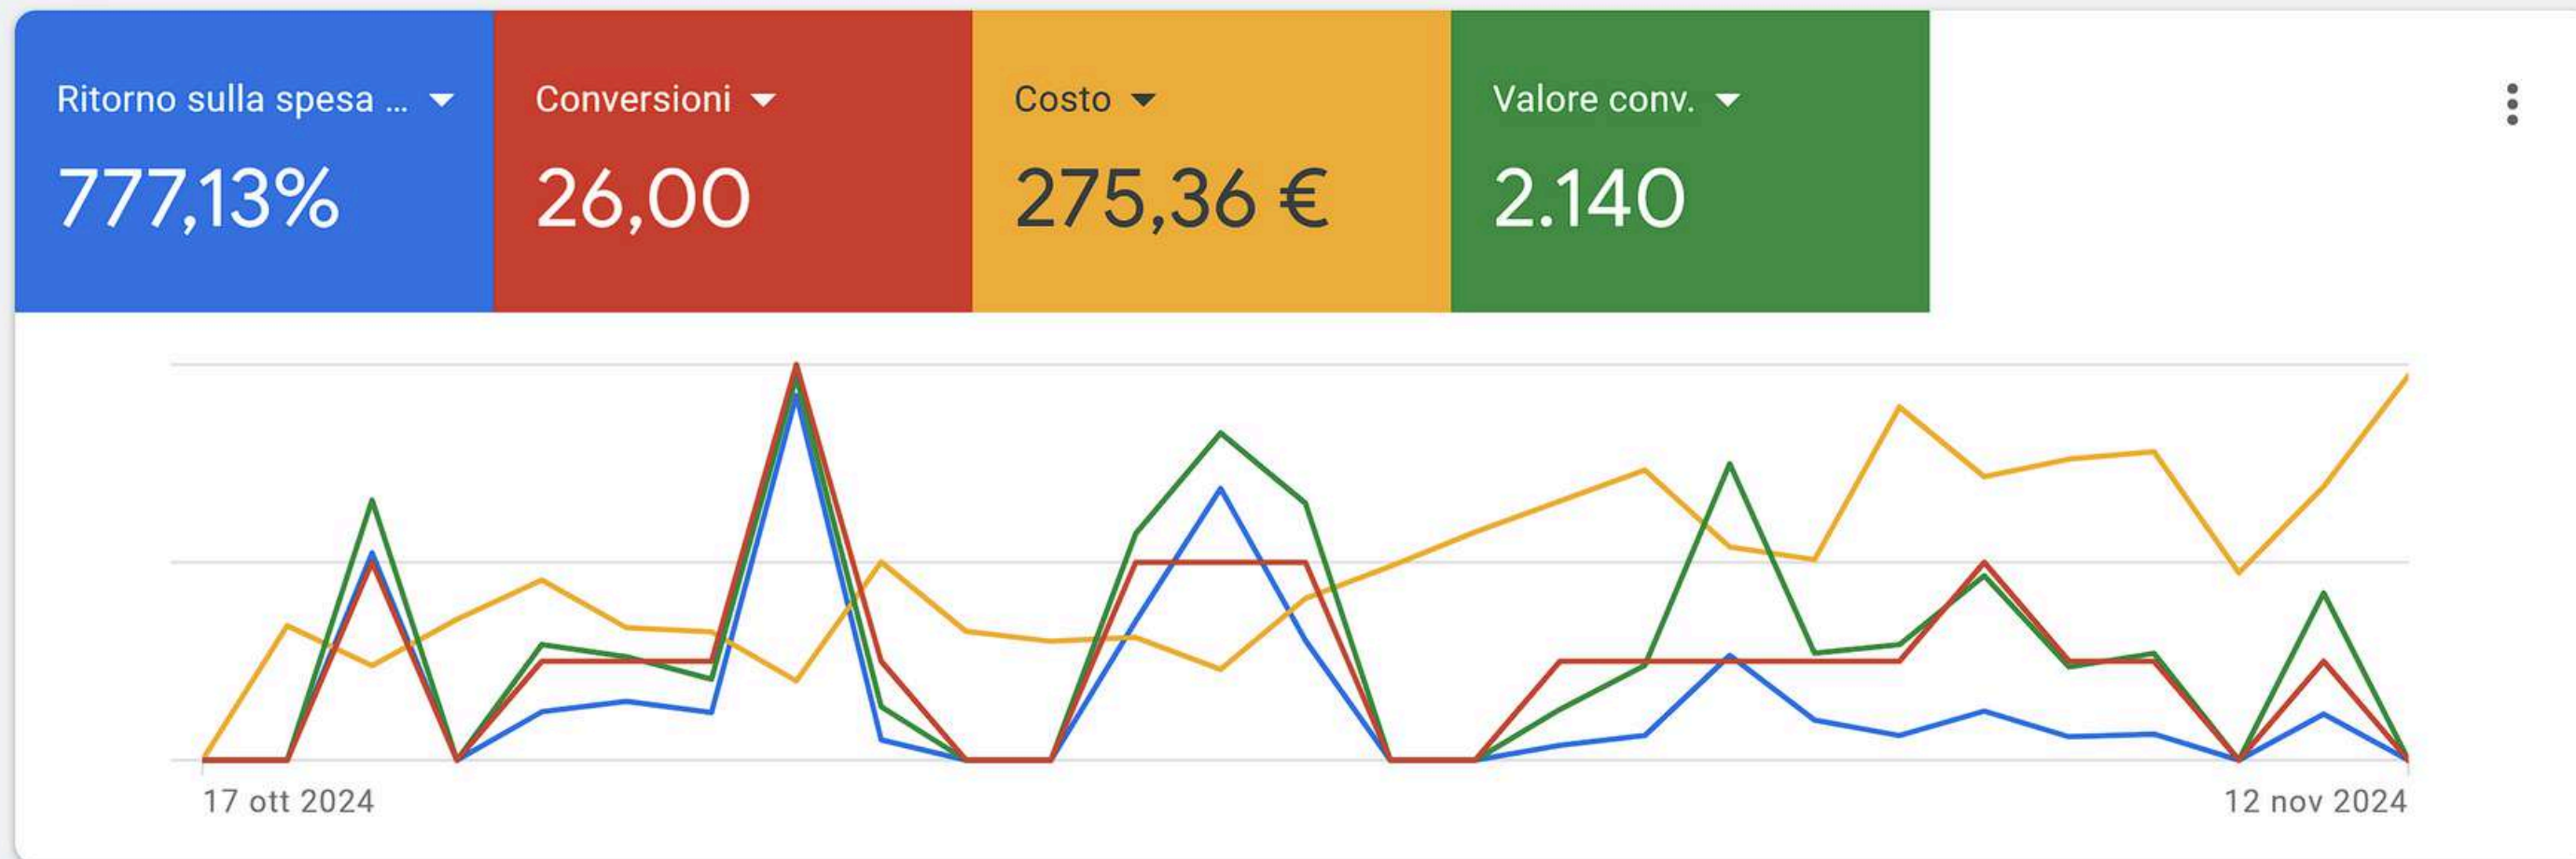 Ritorno sulla spesa ...
777,13%
Conversioni
26,00
Costo
275,36 €
Valore conv.
2.140
17 ott 2024
12 nov 2024